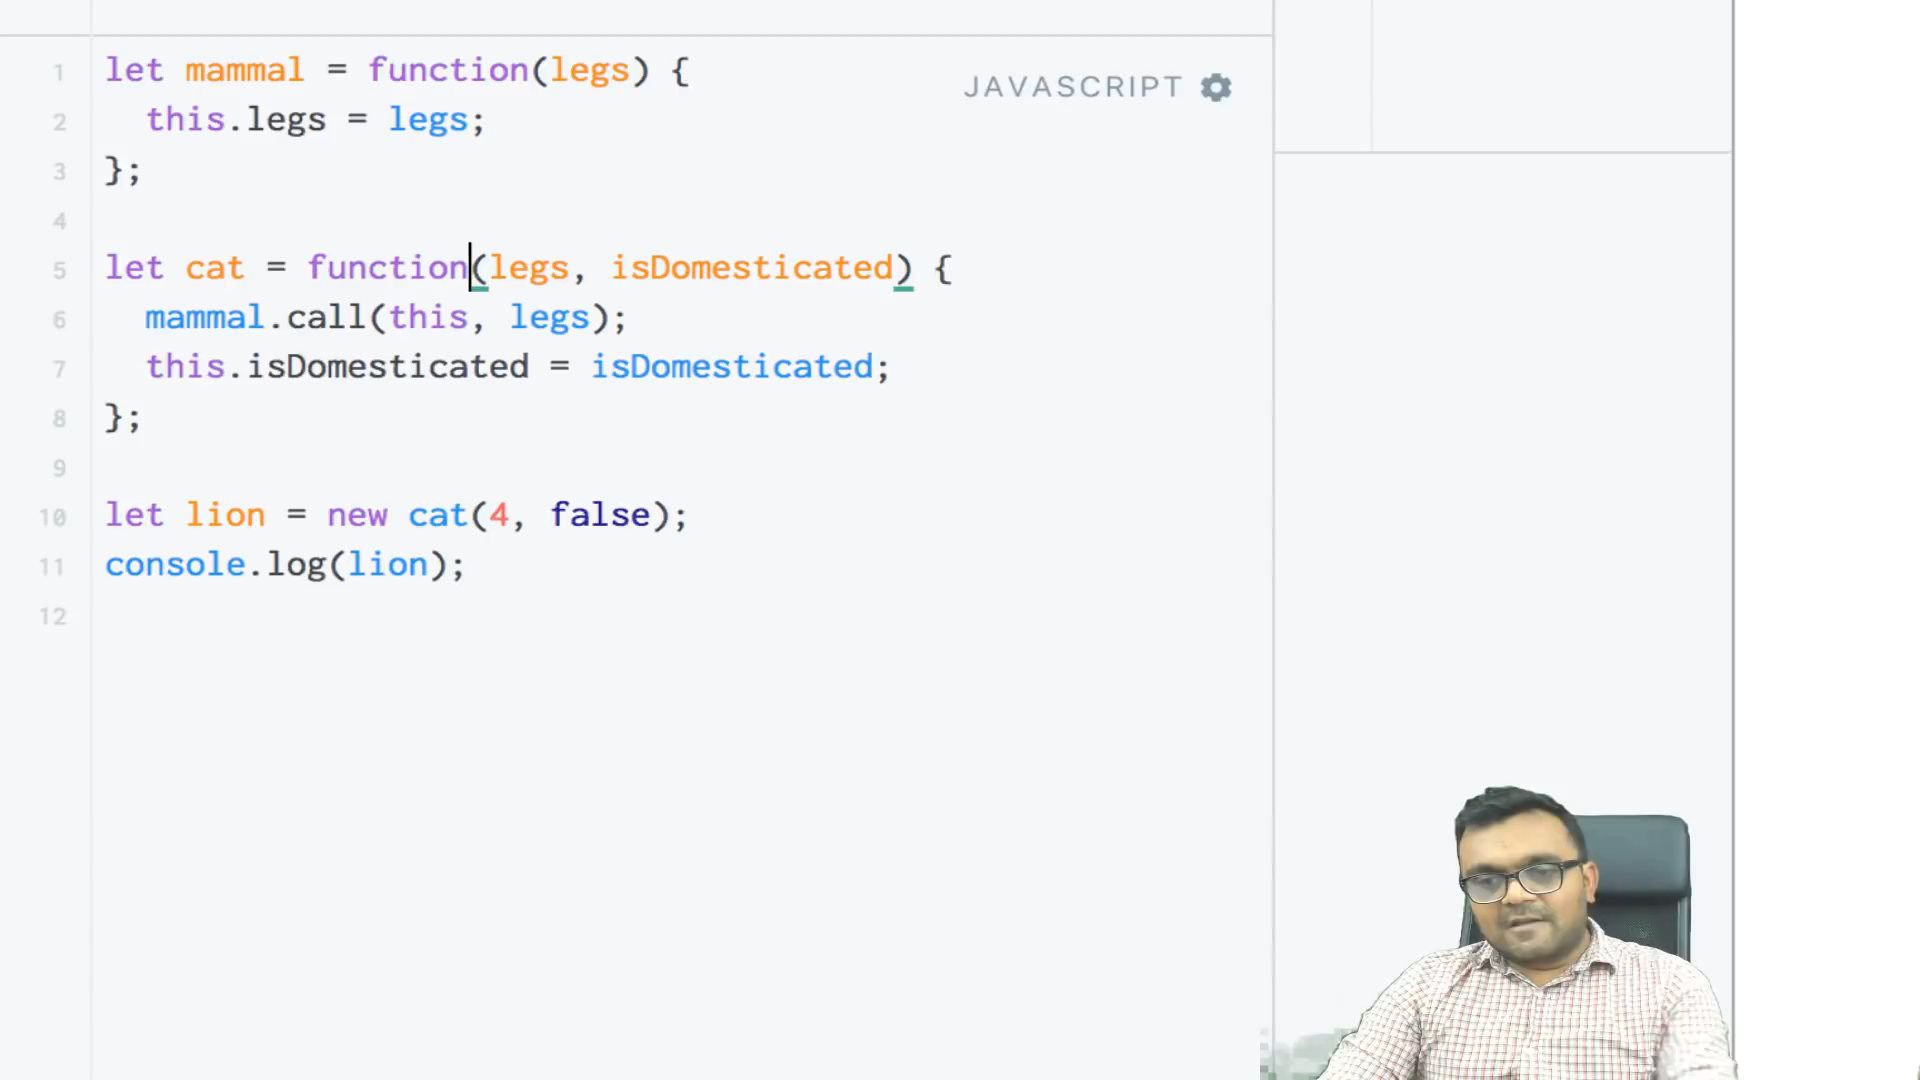 JAVASCRIPT
1 let mammal = function(legs) {
2 this.legs = legs;
3 };
4
5 let cat = function(legs, isDomesticated) {
6 mammal.call(this, legs);
7 this.isDomesticated = isDomesticated;
8 };
9
10 let lion = new cat(4, false);
11 console.log(lion);
12